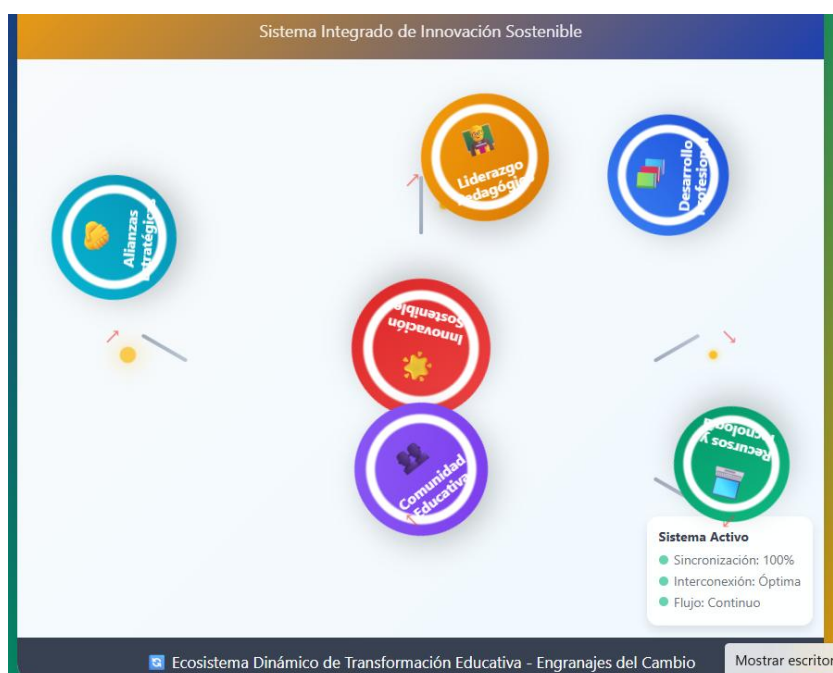 Sistema Integrado de Innovación Sostenible
Liderazgo
Pedagógico
Desarrollo
Profesional
Alianzas
Estratégicas
Innovación
Sostenible
Comunidad
Educativa
Recursos y
Tecnología
Sistema Activo
Sincronización: 100%
Interconexión: Óptima
Flujo: Continuo
Ecosistema Dinámico de Transformación Educativa - Engranajes del Cambio
Mostrar escritor